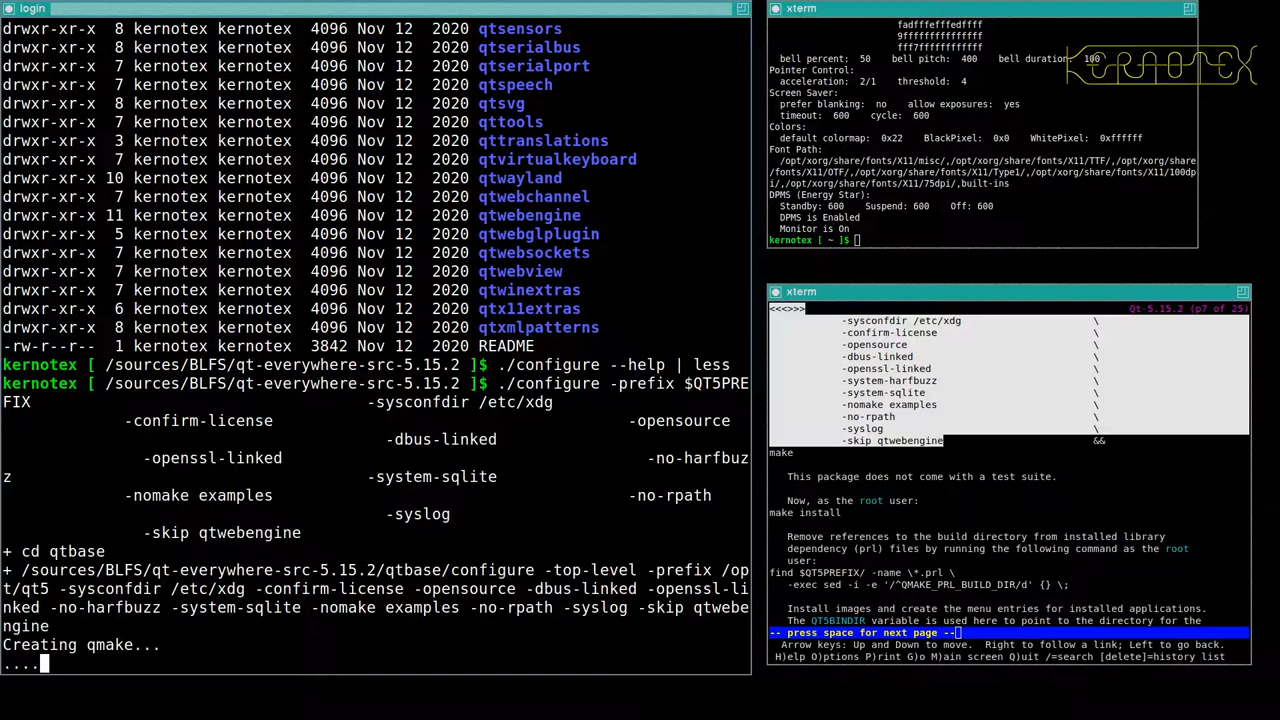 login
drwxr-xr-x  8 kernotex kernotex  4096 Nov 12  2020 qtsensors
drwxr-xr-x  8 kernotex kernotex  4096 Nov 12  2020 qtserialbus
drwxr-xr-x  7 kernotex kernotex  4096 Nov 12  2020 qtserialport
drwxr-xr-x  7 kernotex kernotex  4096 Nov 12  2020 qtspeech
drwxr-xr-x  8 kernotex kernotex  4096 Nov 12  2020 qtsvg
drwxr-xr-x  8 kernotex kernotex  4096 Nov 12  2020 qttools
drwxr-xr-x  3 kernotex kernotex  4096 Nov 12  2020 qttranslations
drwxr-xr-x  7 kernotex kernotex  4096 Nov 12  2020 qtvirtualkeyboard
drwxr-xr-x 10 kernotex kernotex  4096 Nov 12  2020 qtwayland
drwxr-xr-x  7 kernotex kernotex  4096 Nov 12  2020 qtwebchannel
drwxr-xr-x 11 kernotex kernotex  4096 Nov 12  2020 qtwebengine
drwxr-xr-x  5 kernotex kernotex  4096 Nov 12  2020 qtwebglplugin
drwxr-xr-x  7 kernotex kernotex  4096 Nov 12  2020 qtwebsockets
drwxr-xr-x  7 kernotex kernotex  4096 Nov 12  2020 qtwebview
drwxr-xr-x  7 kernotex kernotex  4096 Nov 12  2020 qtwinextras
drwxr-xr-x  6 kernotex kernotex  4096 Nov 12  2020 qtx11extras
drwxr-xr-x  8 kernotex kernotex  4096 Nov 12  2020 qtxmlpatterns
-rw-r--r--  1 kernotex kernotex  3842 Nov 12  2020 README
kernotex [ /sources/BLFS/qt-everywhere-src-5.15.2 ]$ ./configure --help | less
kernotex [ /sources/BLFS/qt-everywhere-src-5.15.2 ]$ ./configure -prefix $QT5PRE
FIX -sysconfdir /etc/xdg
-confirm-license -opensource
-dbus-linked
-openssl-linked -no-harfbuz
z -system-sqlite
-nomake examples -no-rpath
-syslog
-skip qtwebengine
+ cd qtbase
+ /sources/BLFS/qt-everywhere-src-5.15.2/qtbase/configure -top-level -prefix /op
t/qt5 -sysconfdir /etc/xdg -confirm-license -opensource -dbus-linked -openssl-li
nked -no-harfbuzz -system-sqlite -nomake examples -no-rpath -syslog -skip qtwebe
ngine
Creating qmake...
....
xterm
fadfffefffedffff
9fffffffffffffff
fff7ffffffffffff
bell percent:  50    bell pitch:  400    bell duration:  100
Pointer Control:
acceleration:  2/1    threshold:  4
Screen Saver:
prefer blanking:  no    allow exposures:  yes
timeout:  600    cycle:  600
Colors:
default colormap:  0x22    BlackPixel:  0x0    WhitePixel:  0xffffff
Font Path:
/opt/xorg/share/fonts/X11/misc/,/opt/xorg/share/fonts/X11/TTF/,/opt/xorg/share
/fonts/X11/OTF/,/opt/xorg/share/fonts/X11/Type1/,/opt/xorg/share/fonts/X11/100dp
i/,/opt/xorg/share/fonts/X11/75dpi/,built-ins
DPMS (Energy Star):
Standby: 600    Suspend: 600    Off: 600
DPMS is Enabled
Monitor is On
kernotex [ ~ ]$
KERNOTEX
xterm
<<<>>> Qt-5.15.2 (p7 of 25)
-sysconfdir /etc/xdg \
-confirm-license \
-opensource \
-dbus-linked \
-openssl-linked \
-system-harfbuzz \
-system-sqlite \
-nomake examples \
-no-rpath \
-syslog \
-skip qtwebengine &&
make
This package does not come with a test suite.
Now, as the root user:
make install
Remove references to the build directory from installed library
dependency (prl) files by running the following command as the root
user:
find $QT5PREFIX/ -name \*.prl \
-exec sed -i -e '/^QMAKE_PRL_BUILD_DIR/d' {} \;
Install images and create the menu entries for installed applications.
The QT5BINDIR variable is used here to point to the directory for the
-- press space for next page --
Arrow keys: Up and Down to move.  Right to follow a link; Left to go back.
H)elp O)ptions P)rint G)o M)ain screen Q)uit /=search [delete]=history list